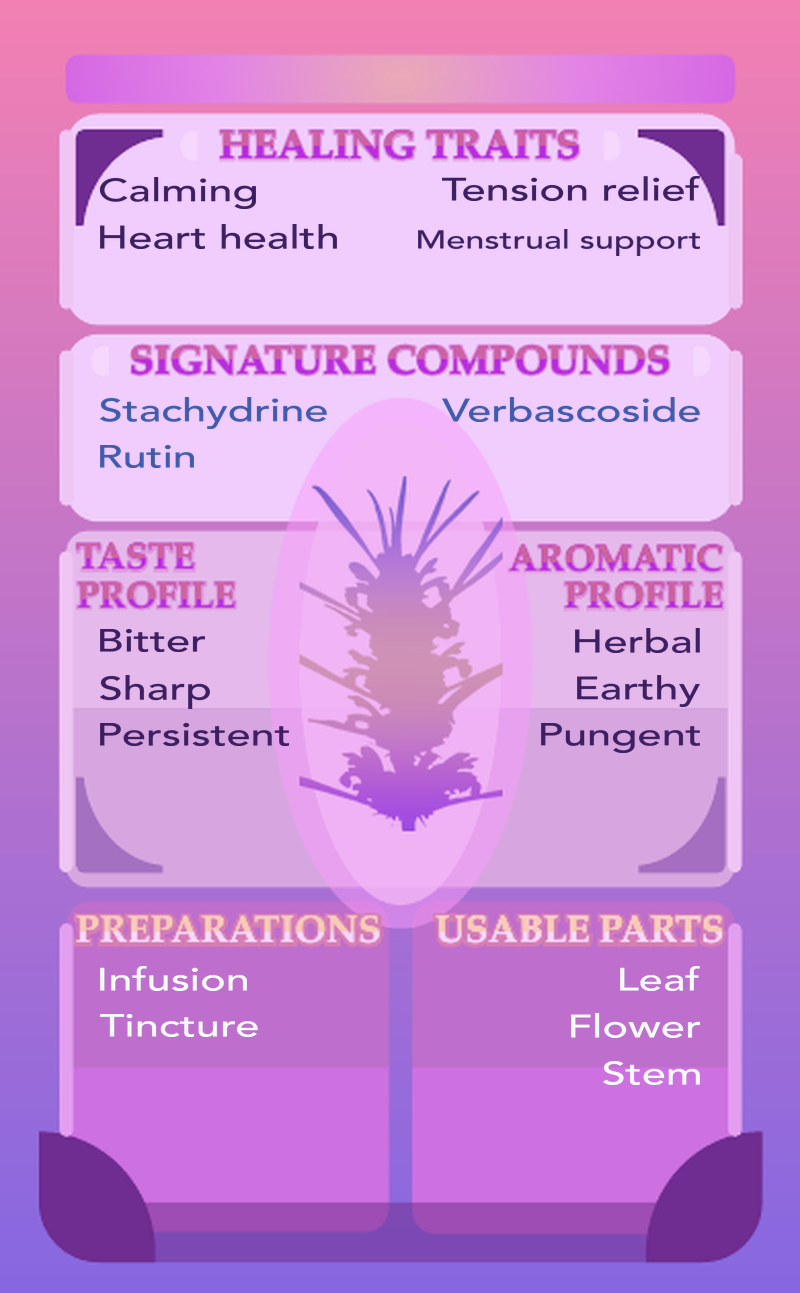 HEALING TRAITS
Calming
Tension relief
Heart health
Menstrual support
SIGNATURE COMPOUNDS
Stachydrine
Verbascoside
Rutin
TASTE
PROFILE
Bitter
Sharp
Persistent
AROMATIC
PROFILE
Herbal
Earthy
Pungent
PREPARATIONS
Infusion
Tincture
USABLE PARTS
Leaf
Flower
Stem